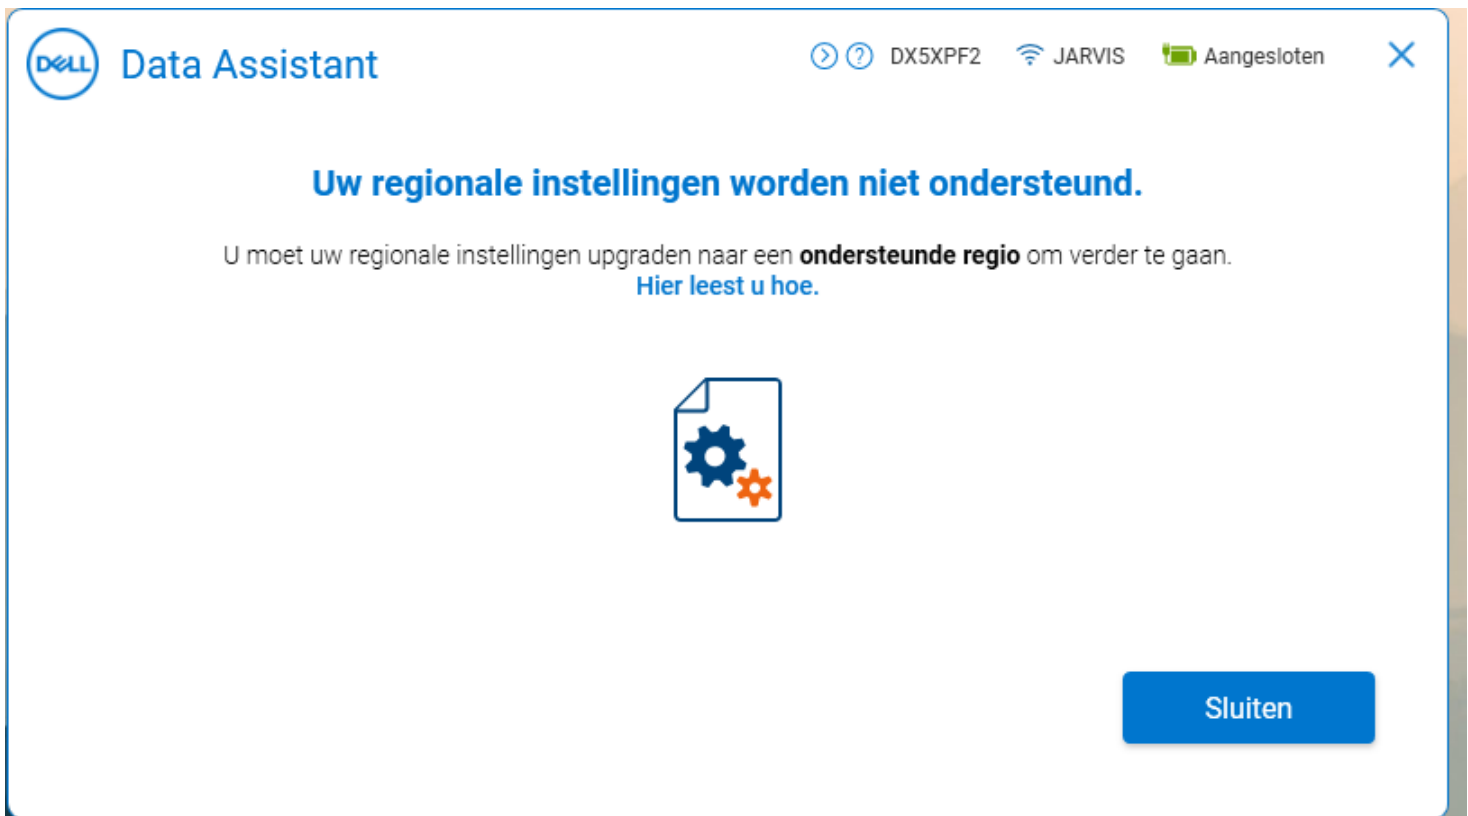 DELL Data Assistant ? DX5XPF2 JARVIS Aangesloten
Uw regionale instellingen worden niet ondersteund.
U moet uw regionale instellingen upgraden naar een ondersteunde regio om verder te gaan.
Hier leest u hoe.
Sluiten